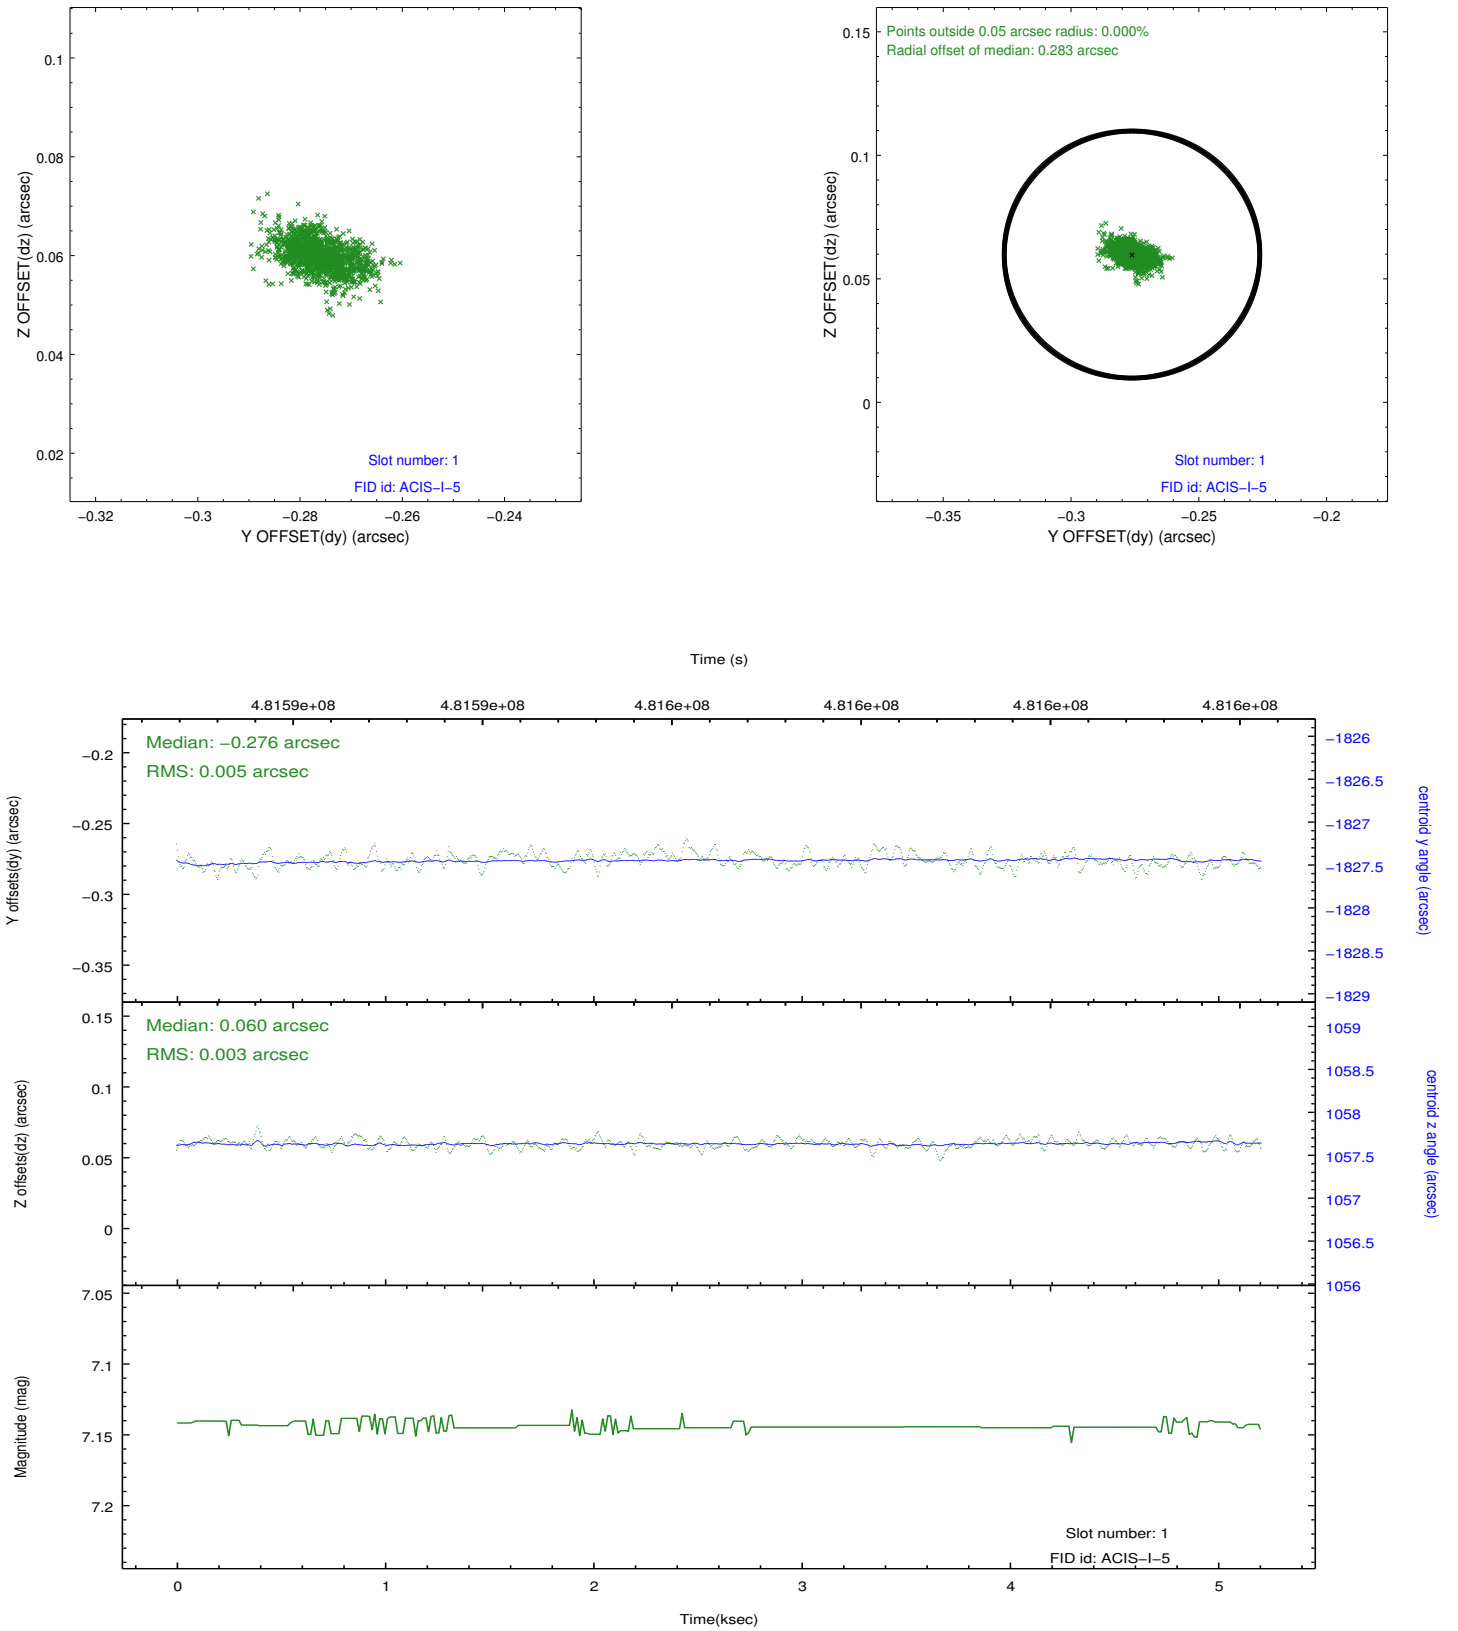 0.1
0.08
0.06
0.04
0.02
Z OFFSET(dz) (arcsec)
Slot number: 1
FID id: ACIS−I−5
−0.32 −0.3 −0.28 −0.26 −0.24
Y OFFSET(dy) (arcsec)
Points outside 0.05 arcsec radius: 0.000%
Radial offset of median: 0.283 arcsec
0.15
0.1
0.05
0
Z OFFSET(dz) (arcsec)
Slot number: 1
FID id: ACIS−I−5
−0.35 −0.3 −0.25 −0.2
Y OFFSET(dy) (arcsec)
Time (s)
4.8159e+08 4.8159e+08 4.816e+08 4.816e+08 4.816e+08 4.816e+08
Median: −0.276 arcsec
RMS: 0.005 arcsec
−0.2
−0.25
−0.3
−0.35
Y offsets(dy) (arcsec)
−1826
−1826.5
−1827
−1827.5
−1828
−1828.5
−1829
centroid y angle (arcsec)
Median: 0.060 arcsec
RMS: 0.003 arcsec
0.15
0.1
0.05
0
Z offsets(dz) (arcsec)
1059
1058.5
1058
1057.5
1057
1056.5
1056
centroid z angle (arcsec)
7.05
7.1
7.15
7.2
Magnitude (mag)
Slot number: 1
FID id: ACIS−I−5
0 1 2 3 4 5
Time(ksec)